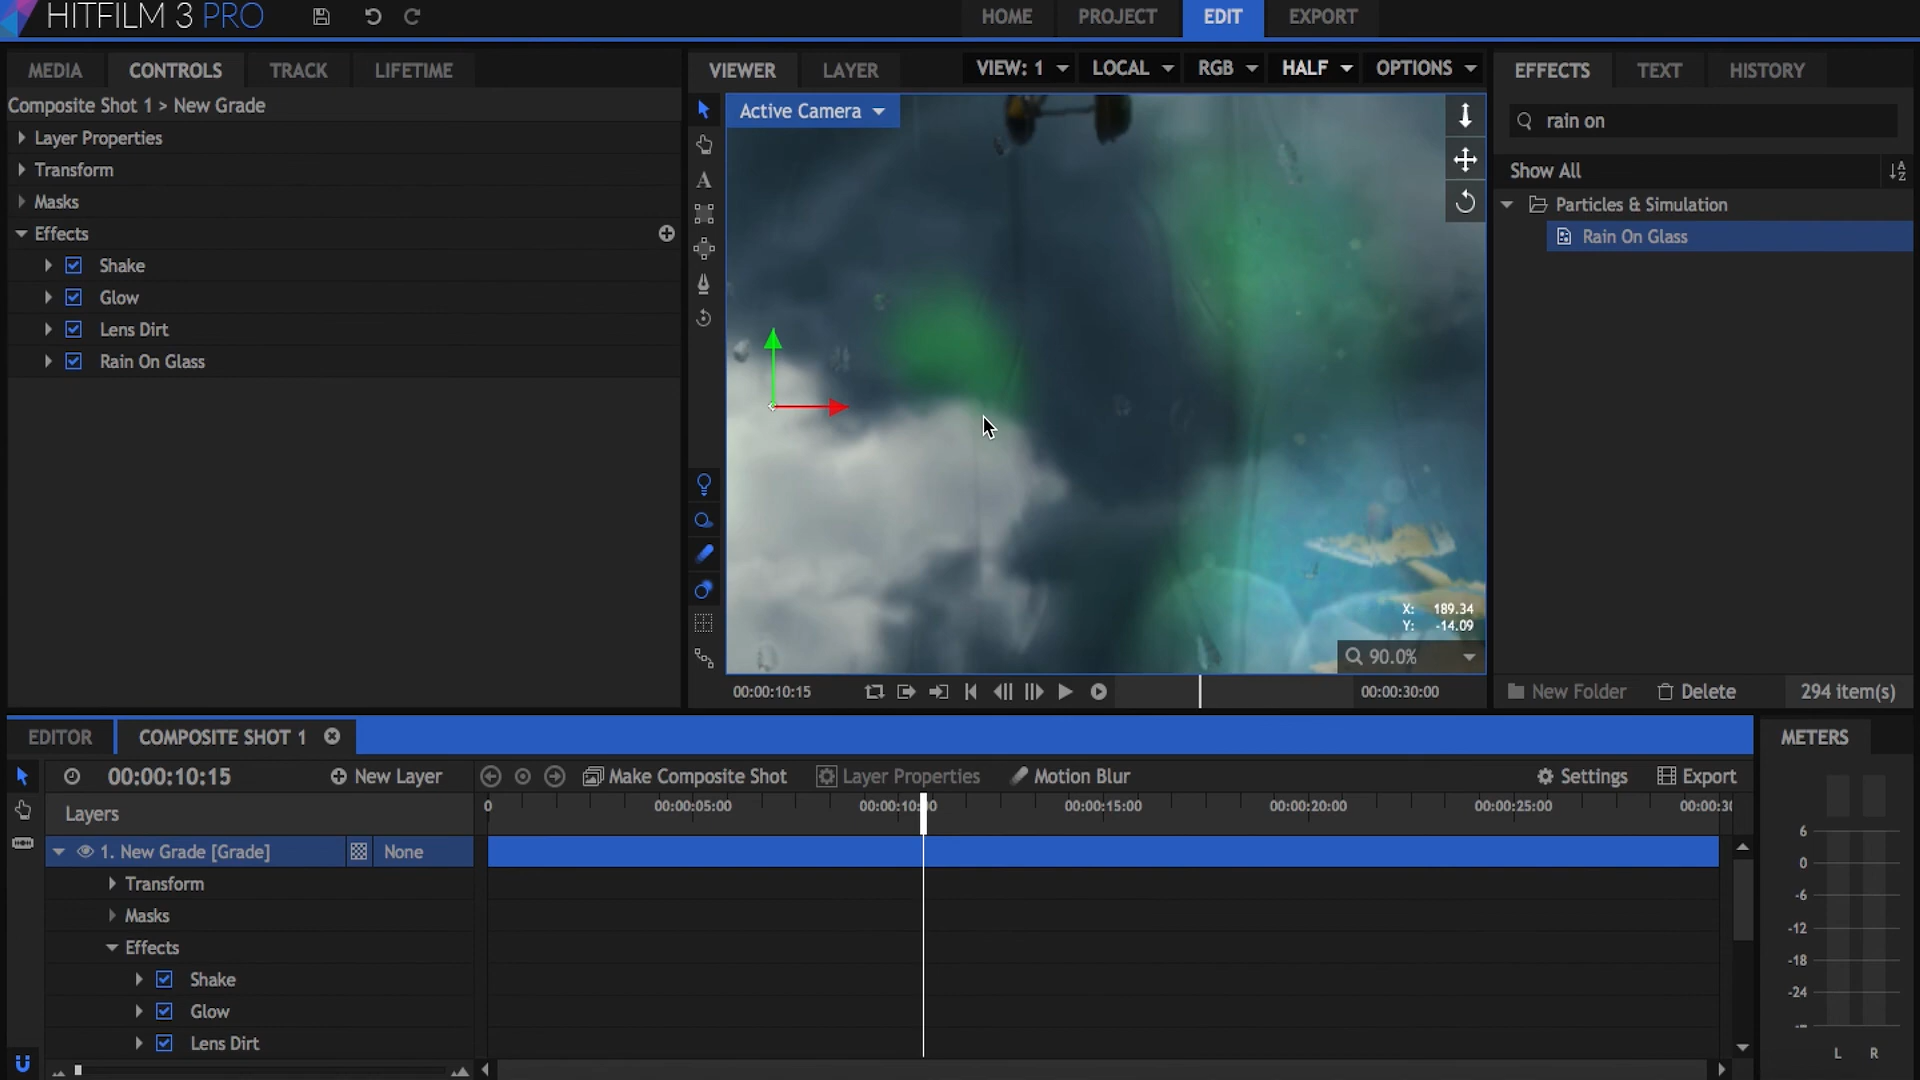 HITFILM 3 PRO
HOME PROJECT EDIT EXPORT
MEDIA CONTROLS TRACK LIFETIME
VIEWER LAYER VIEW: 1 LOCAL RGB HALF OPTIONS
EFFECTS TEXT HISTORY
Composite Shot 1 > New Grade
Layer Properties
Transform
Masks
Effects
Shake
Glow
Lens Dirt
Rain On Glass
Active Camera
A
X: 189.34
Y: -14.09
90.0%
00:00:10:15 00:00:30:00
rain on
Show All
Particles & Simulation
Rain On Glass
New Folder Delete 294 item(s)
EDITOR COMPOSITE SHOT 1
METERS
00:00:10:15 New Layer Make Composite Shot Layer Properties Motion Blur Settings Export
Layers
0 00:00:05:00 00:00:15:00 00:00:20:00 00:00:25:00
1. New Grade [Grade] None
Transform
Masks
Effects
Shake
Glow
Lens Dirt
6
0
-6
-12
-18
-24
L R